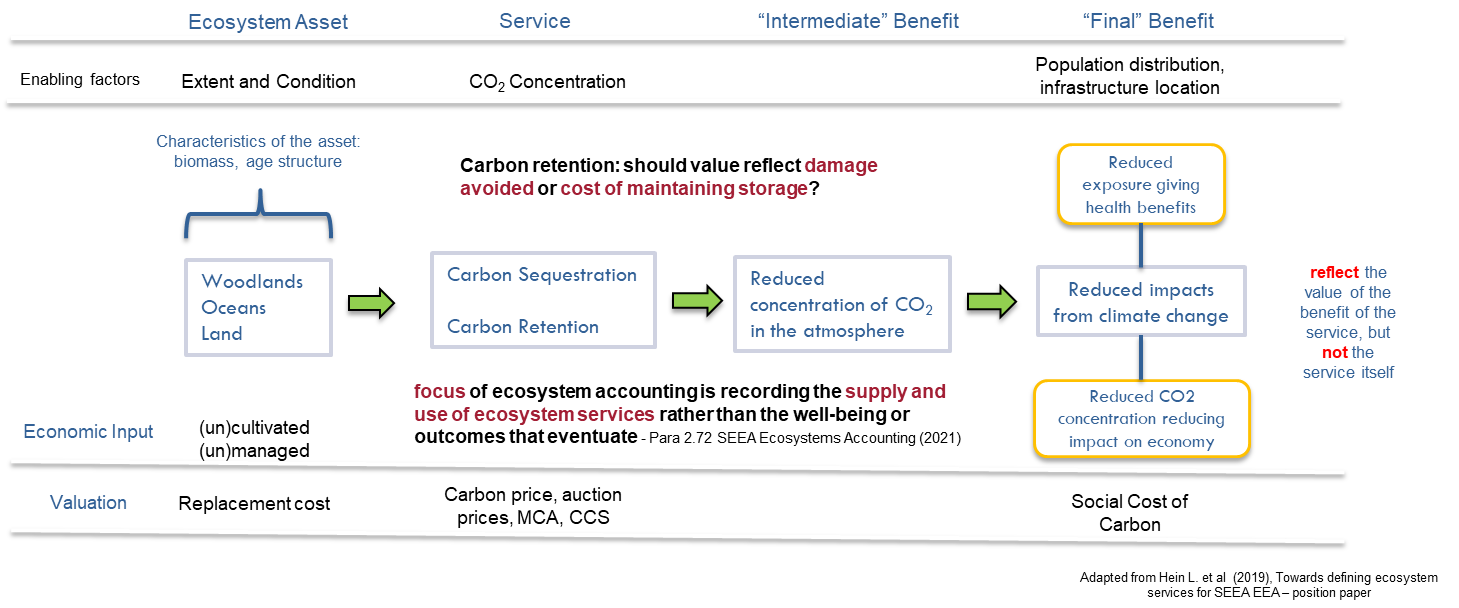 Ecosystem Asset
Service
“Intermediate” Benefit
“Final” Benefit
Enabling factors
Extent and Condition
CO₂ Concentration
Population distribution,
infrastructure location
Characteristics of the asset:
biomass, age structure
Carbon retention: should value reflect damage
avoided or cost of maintaining storage?
Reduced
exposure giving
health benefits
Woodlands
Oceans
Land
Carbon Sequestration
Carbon Retention
Reduced
concentration of CO₂
in the atmosphere
Reduced impacts
from climate change
reflect the
value of the
benefit of the
service, but
not the
service itself
focus of ecosystem accounting is recording the supply and
use of ecosystem services rather than the well-being or
outcomes that eventuate - Para 2.72 SEEA Ecosystems Accounting (2021)
Reduced CO2
concentration reducing
impact on economy
Economic Input
(un)cultivated
(un)managed
Valuation
Replacement cost
Carbon price, auction
prices, MCA, CCS
Social Cost of
Carbon
Adapted from Hein L. et al (2019), Towards defining ecosystem
services for SEEA EEA – position paper